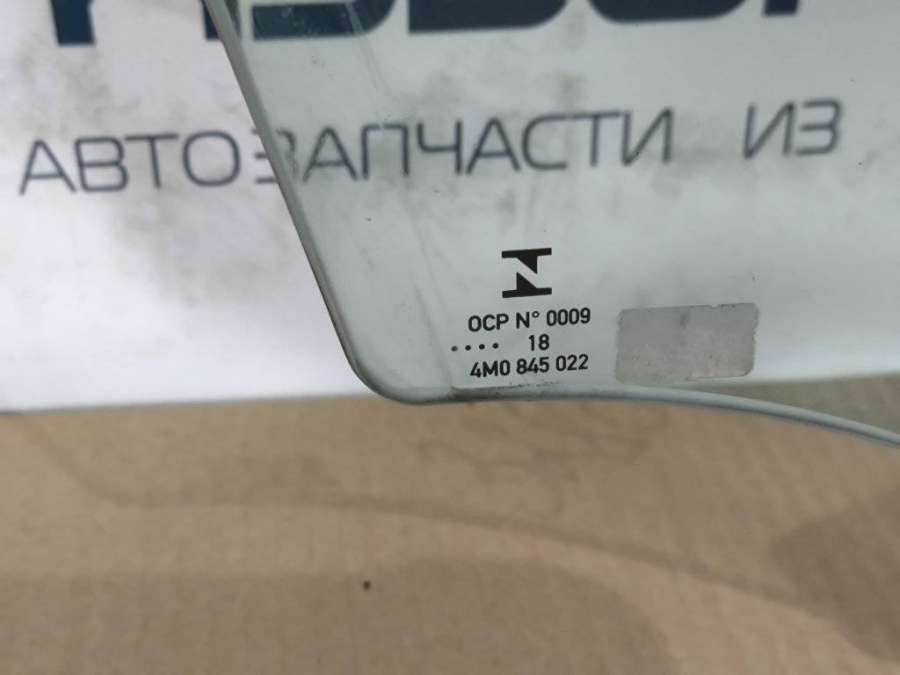 АВТОЗАПЧАСТИ ИЗ
OCP N° 0009
.... 18
4M0 845 022